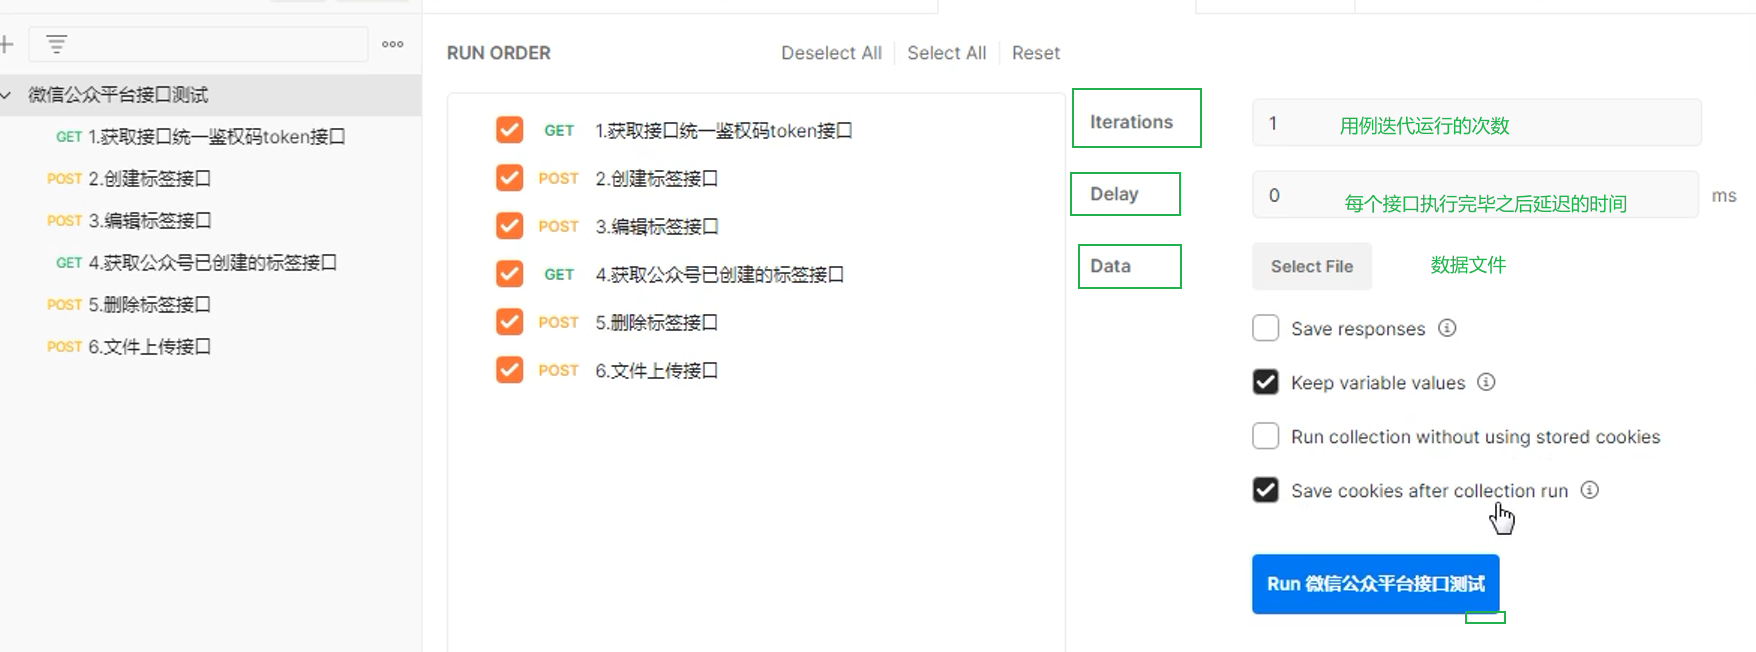 微信公众平台接口测试
GET 1.获取接口统一鉴权码token接口
POST 2.创建标签接口
POST 3.编辑标签接口
GET 4.获取公众号已创建的标签接口
POST 5.删除标签接口
POST 6.文件上传接口
RUN ORDER
Deselect All
Select All
Reset
GET 1.获取接口统一鉴权码token接口
POST 2.创建标签接口
POST 3.编辑标签接口
GET 4.获取公众号已创建的标签接口
POST 5.删除标签接口
POST 6.文件上传接口
Iterations
1
用例迭代运行的次数
Delay
0
每个接口执行完毕之后延迟的时间
ms
Data
Select File
数据文件
Save responses
Keep variable values
Run collection without using stored cookies
Save cookies after collection run
Run 微信公众平台接口测试